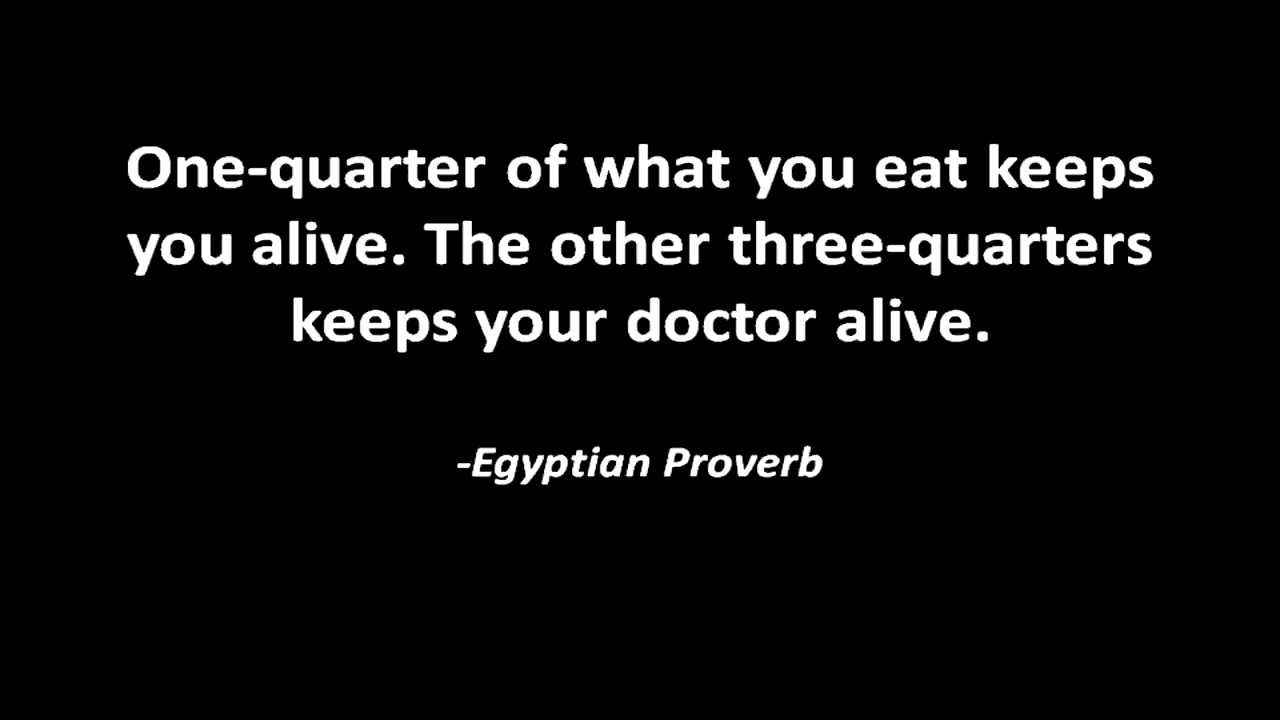 One-quarter of what you eat keeps
you alive. The other three-quarters
keeps your doctor alive.
-Egyptian Proverb